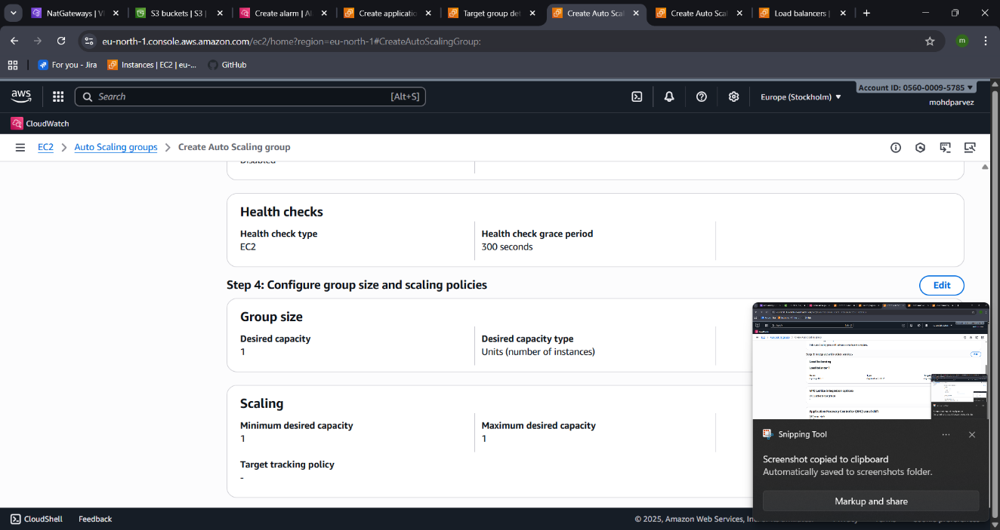 NatGateways | V
S3 buckets | S3 |
Create alarm | Al
Create applicatio
Target group det
Create Auto Scal
Create Auto Scal
Load balancers |
eu-north-1.console.aws.amazon.com/ec2/home?region=eu-north-1#CreateAutoScalingGroup:
m
For you - Jira
Instances | EC2 | eu-...
GitHub
aws
Search
[Alt+S]
Europe (Stockholm) ▼
Account ID: 0560-0009-5785 ▼
mohdparvez
CloudWatch
EC2 > Auto Scaling groups > Create Auto Scaling group
Disabled
Health checks
Health check type
EC2
Health check grace period
300 seconds
Step 4: Configure group size and scaling policies
Edit
Group size
Desired capacity
1
Desired capacity type
Units (number of instances)
Scaling
Minimum desired capacity
1
Maximum desired capacity
1
Target tracking policy
-
Snipping Tool
Screenshot copied to clipboard
Automatically saved to screenshots folder.
Markup and share
CloudShell
Feedback
© 2025, Amazon Web Services, In